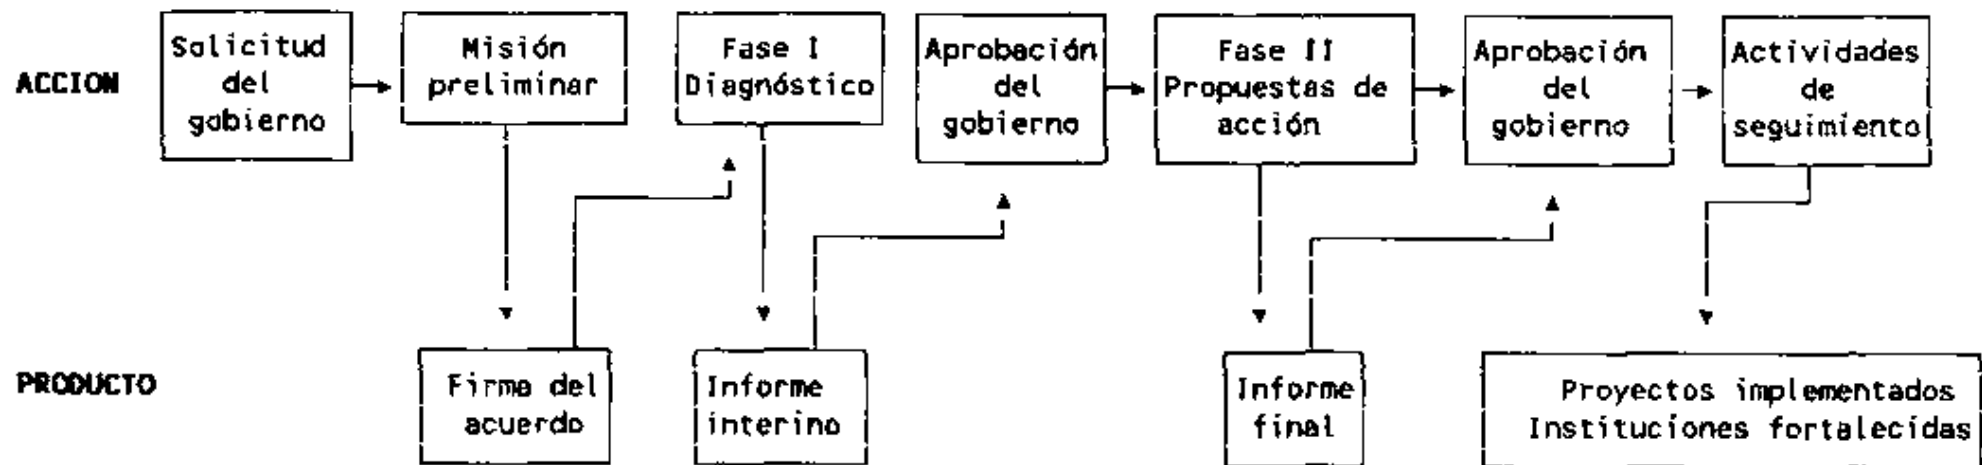 ACCION
Solicitud
del
gobierno
Misión
preliminar
Fase I
Diagnóstico
Aprobación
del
gobierno
Fase II
Propuestas de
acción
Aprobación
del
gobierno
Actividades
de
seguimiento
PRODUCTO
Firma del
acuerdo
Informe
interino
Informe
final
Proyectos implementados
Instituciones fortalecidas